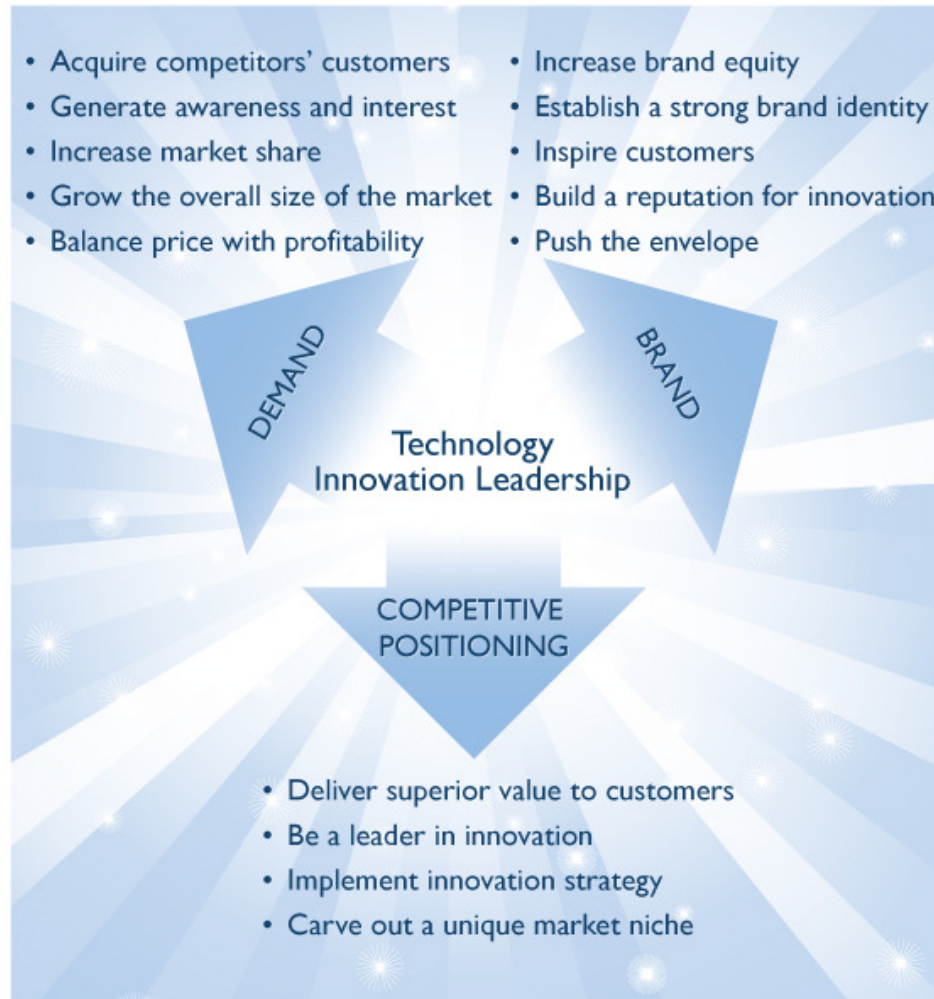 • Acquire competitors’ customers
• Generate awareness and interest
• Increase market share
• Grow the overall size of the market
• Balance price with profitability
• Increase brand equity
• Establish a strong brand identity
• Inspire customers
• Build a reputation for innovation
• Push the envelope
DEMAND
BRAND
Technology
Innovation Leadership
COMPETITIVE
POSITIONING
• Deliver superior value to customers
• Be a leader in innovation
• Implement innovation strategy
• Carve out a unique market niche